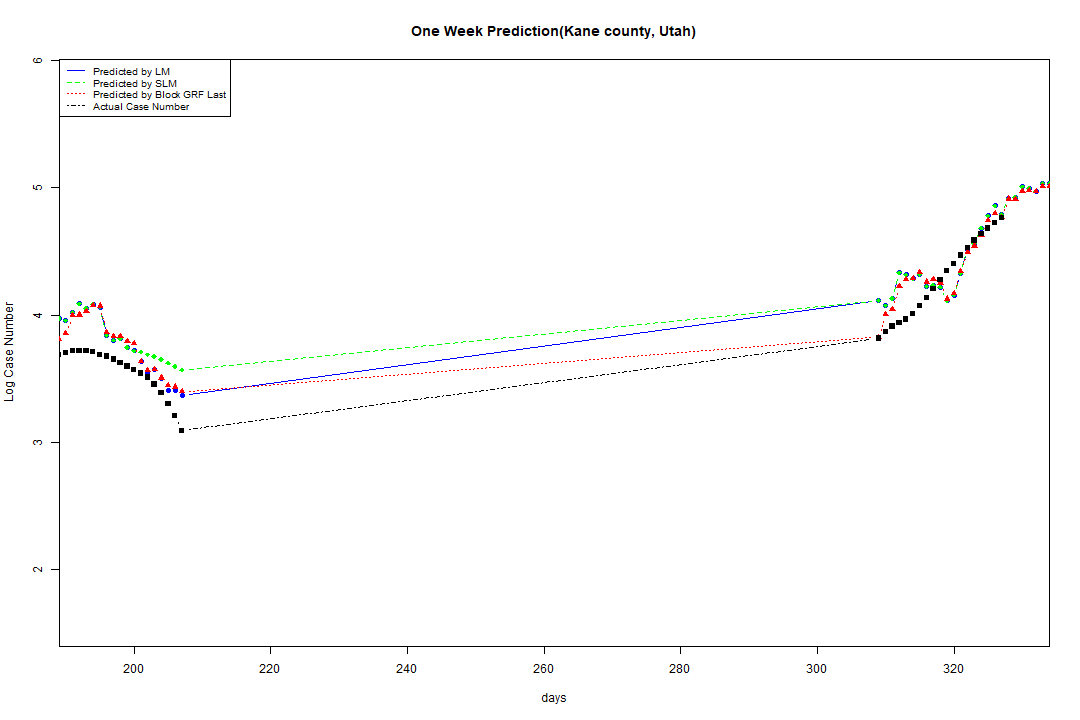 One Week Prediction(Kane county, Utah)
Predicted by LM
Predicted by SLM
Predicted by Block GRF Last
Actual Case Number
Log Case Number
6
5
4
3
2
200 220 240 260 280 300 320
days